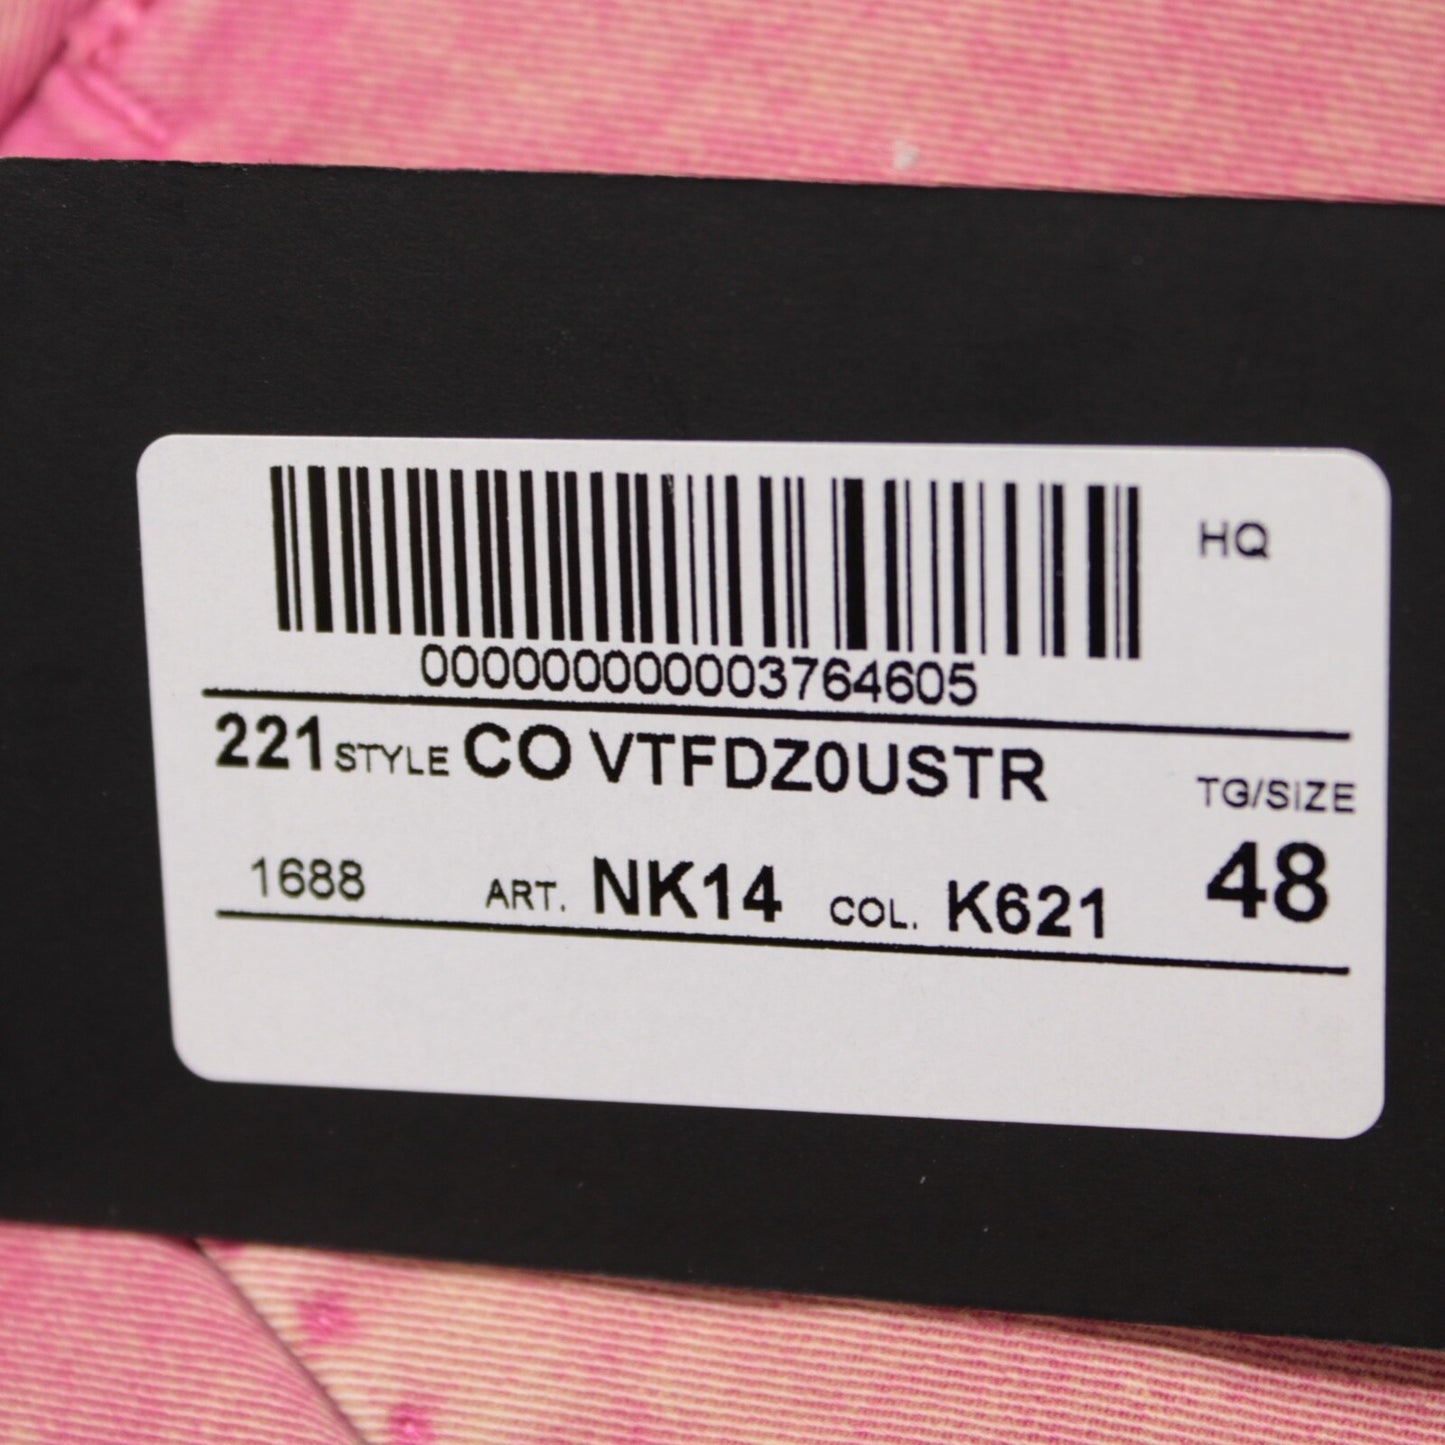 HQ
000000000003764605
221 STYLE CO VTFDZ0USTR
TG/SIZE
1688 ART. NK14 COL. K621 48